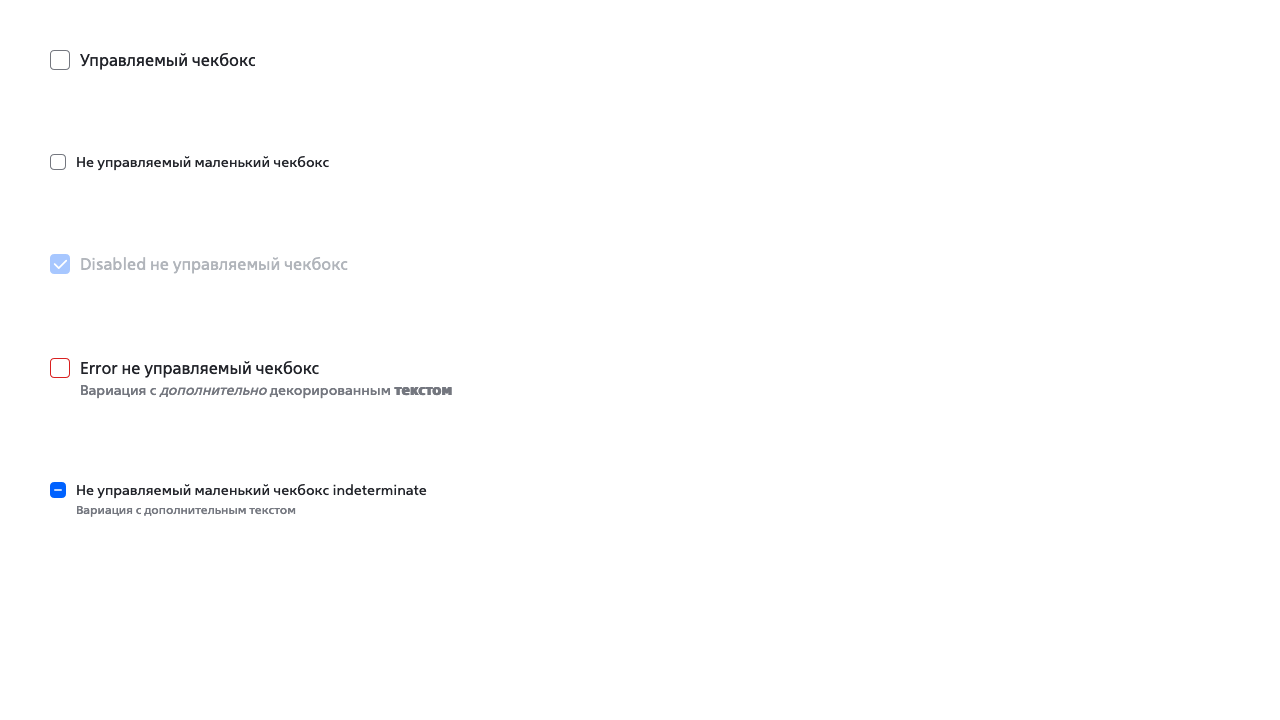 Управляемый чекбокс
Не управляемый маленький чекбокс
Disabled не управляемый чекбокс
Error не управляемый чекбокс
Вариация с дополнительно декорированным текстом
Не управляемый маленький чекбокс indeterminate
Вариация с дополнительным текстом